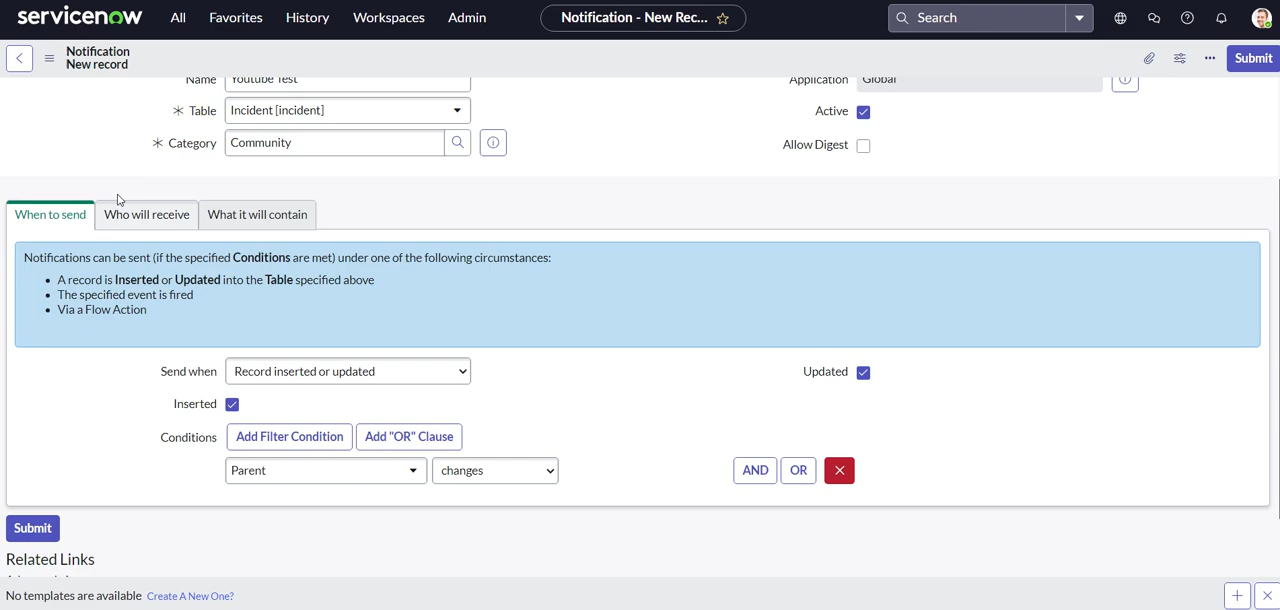 servicenow
All
Favorites
History
Workspaces
Admin
Notification - New Rec...
Search
Notification
New record
Submit
Name
Youtube Test
Application
Global
Table
Incident [incident]
Active
Category
Community
Allow Digest
When to send
Who will receive
What it will contain
Notifications can be sent (if the specified Conditions are met) under one of the following circumstances:
A record is Inserted or Updated into the Table specified above
The specified event is fired
Via a Flow Action
Send when
Record inserted or updated
Updated
Inserted
Conditions
Add Filter Condition
Add "OR" Clause
Parent
changes
AND
OR
Submit
Related Links
No templates are available
Create A New One?